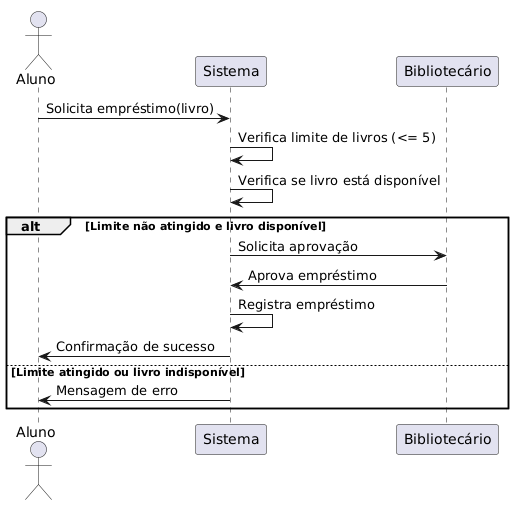 Aluno
Sistema
Bibliotecário
Solicita empréstimo(livro)
Verifica limite de livros (<= 5)
Verifica se livro está disponível
alt
[Limite não atingido e livro disponível]
Solicita aprovação
Aprova empréstimo
Registra empréstimo
Confirmação de sucesso
[Limite atingido ou livro indisponível]
Mensagem de erro
Aluno
Sistema
Bibliotecário